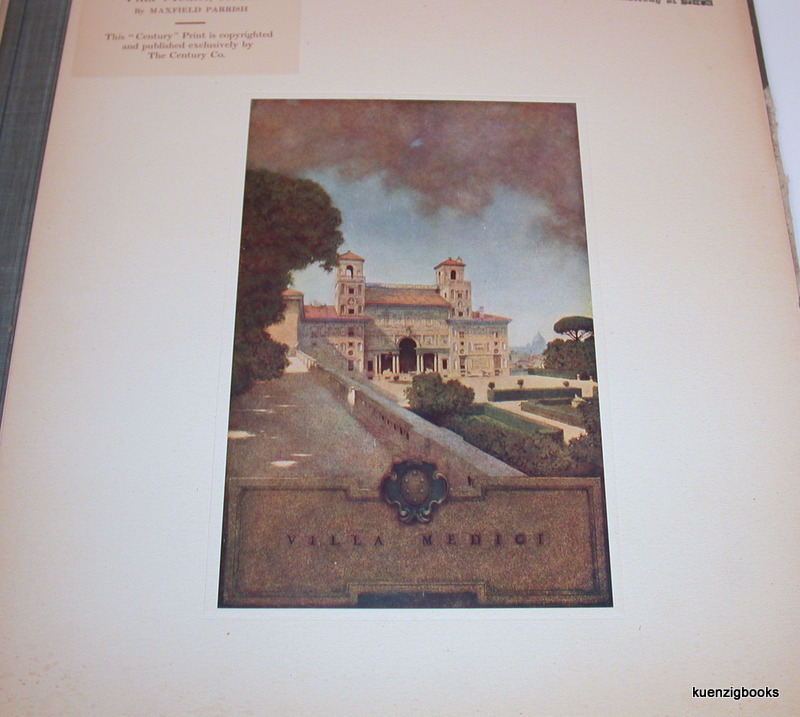 By MAXFIELD PARRISH
This "Century" Print is copyrighted
and published exclusively by
The Century Co.
VILLA MEDICI
kuenzigbooks